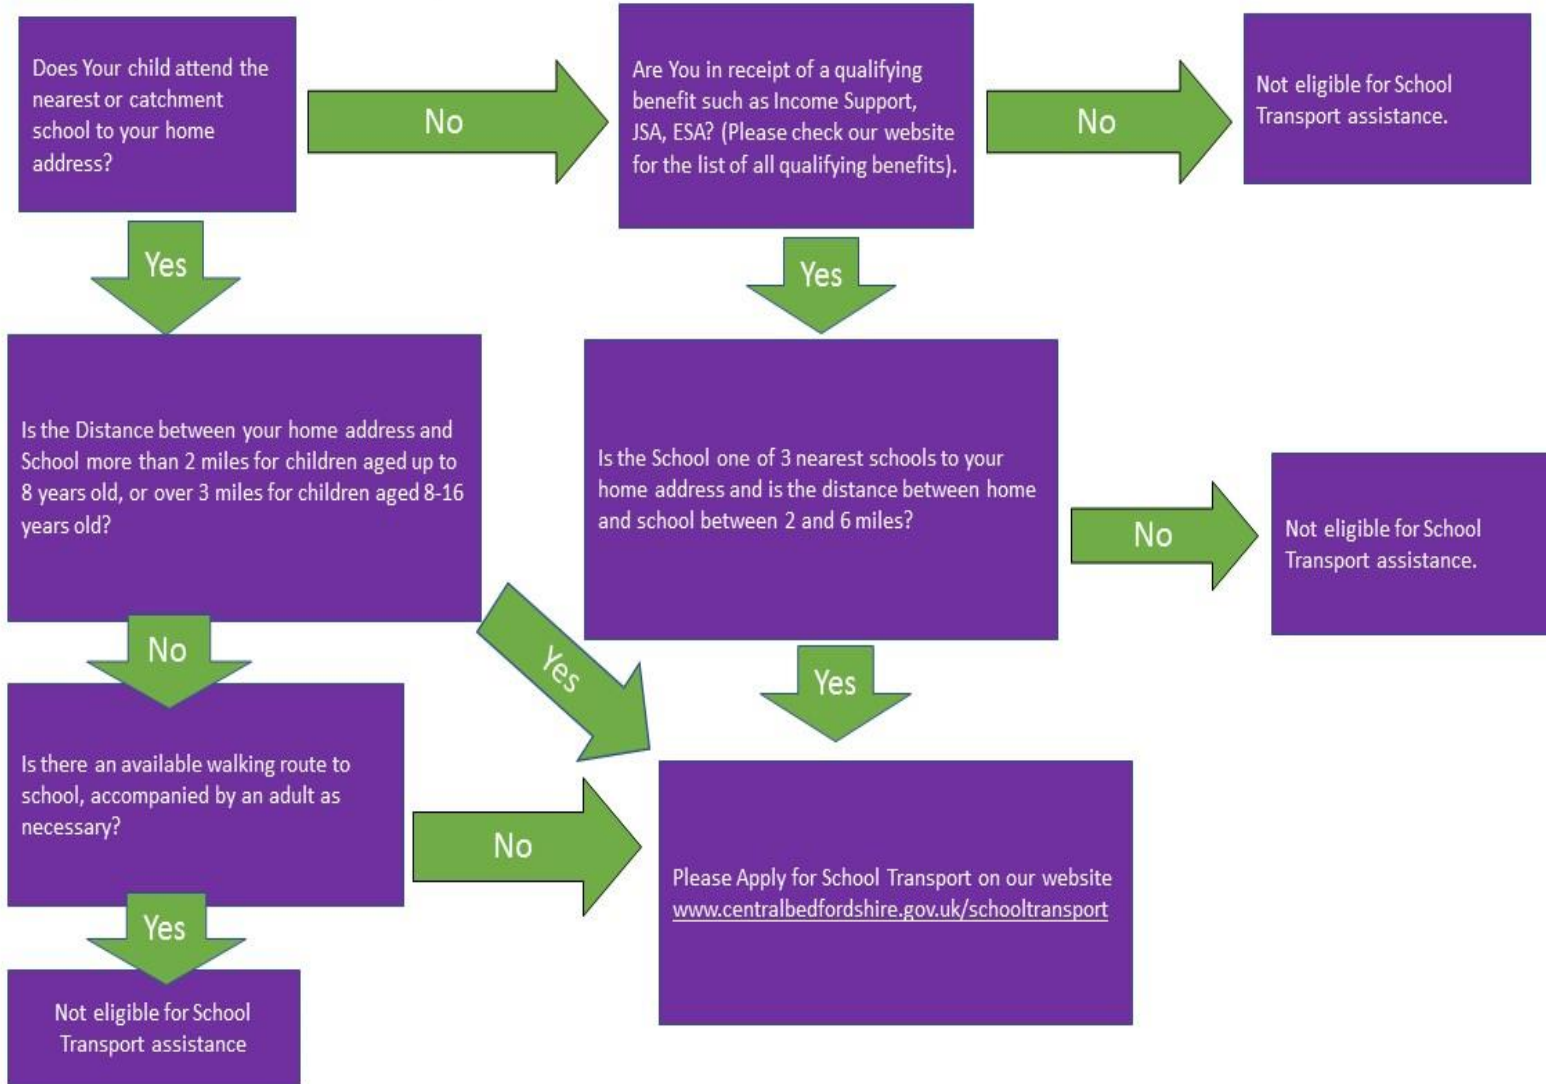 Does Your child attend the
nearest or catchment
school to your home
address?
No
Are You in receipt of a qualifying
benefit such as Income Support,
JSA, ESA? (Please check our website
for the list of all qualifying benefits).
No
Not eligible for School
Transport assistance.
Yes
Yes
Is the Distance between your home address and
School more than 2 miles for children aged up to
8 years old, or over 3 miles for children aged 8-16
years old?
Is the School one of 3 nearest schools to your
home address and is the distance between home
and school between 2 and 6 miles?
No
Not eligible for School
Transport assistance.
No
Yes
Yes
Is there an available walking route to
school, accompanied by an adult as
necessary?
No
Please Apply for School Transport on our website
www.centralbedfordshire.gov.uk/schooltransport
Yes
Not eligible for School
Transport assistance